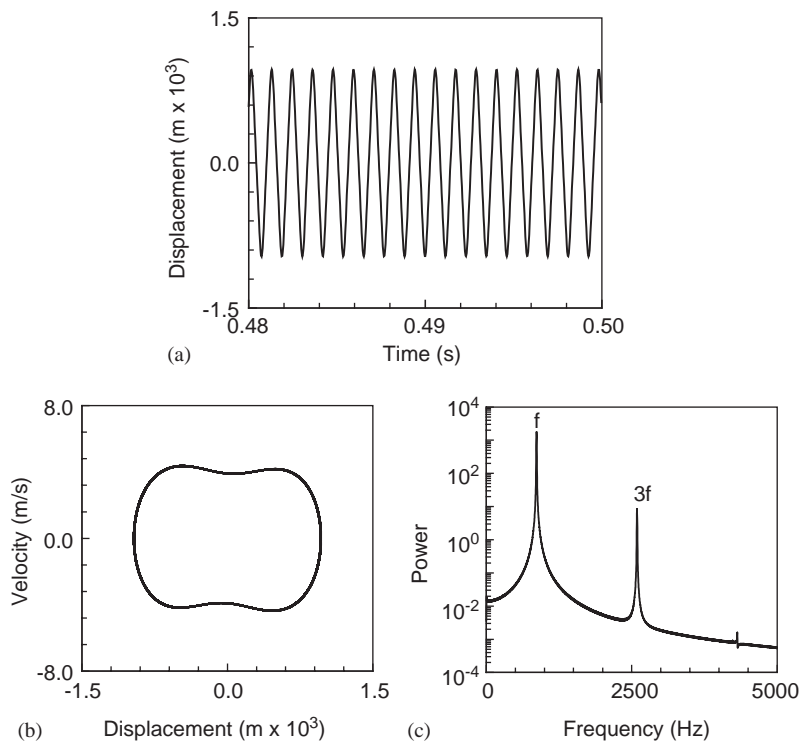 1.5
0.0
-1.5
Displacement (m x 10³)
0.48
0.49
0.50
(a)
Time (s)
8.0
0.0
-8.0
Velocity (m/s)
-1.5
0.0
1.5
(b)
Displacement (m x 10³)
10⁴
10²
10⁰
10⁻²
10⁻⁴
Power
f
3f
0
2500
5000
(c)
Frequency (Hz)